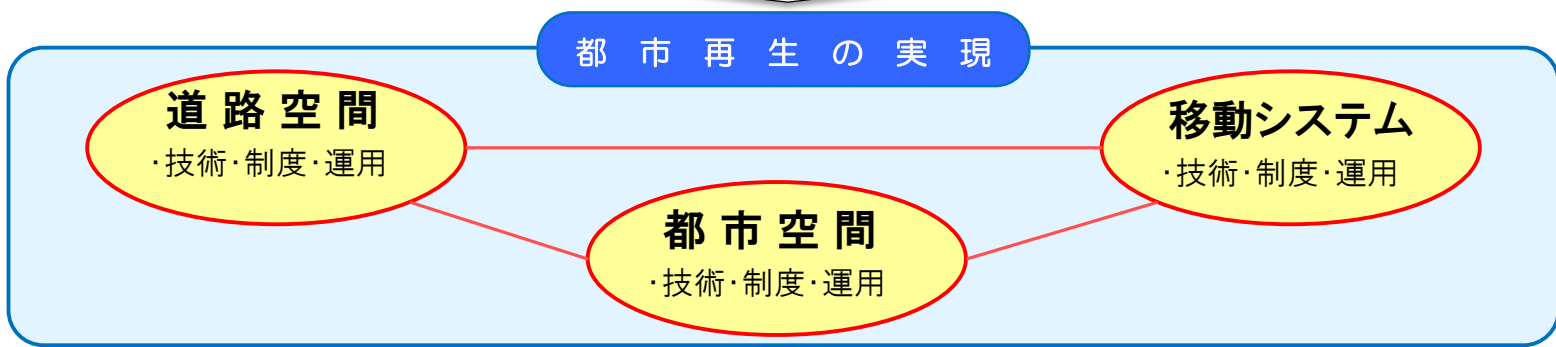 都市再生の実現
道路空間
・技術・制度・運用
移動システム
・技術・制度・運用
都市空間
・技術・制度・運用